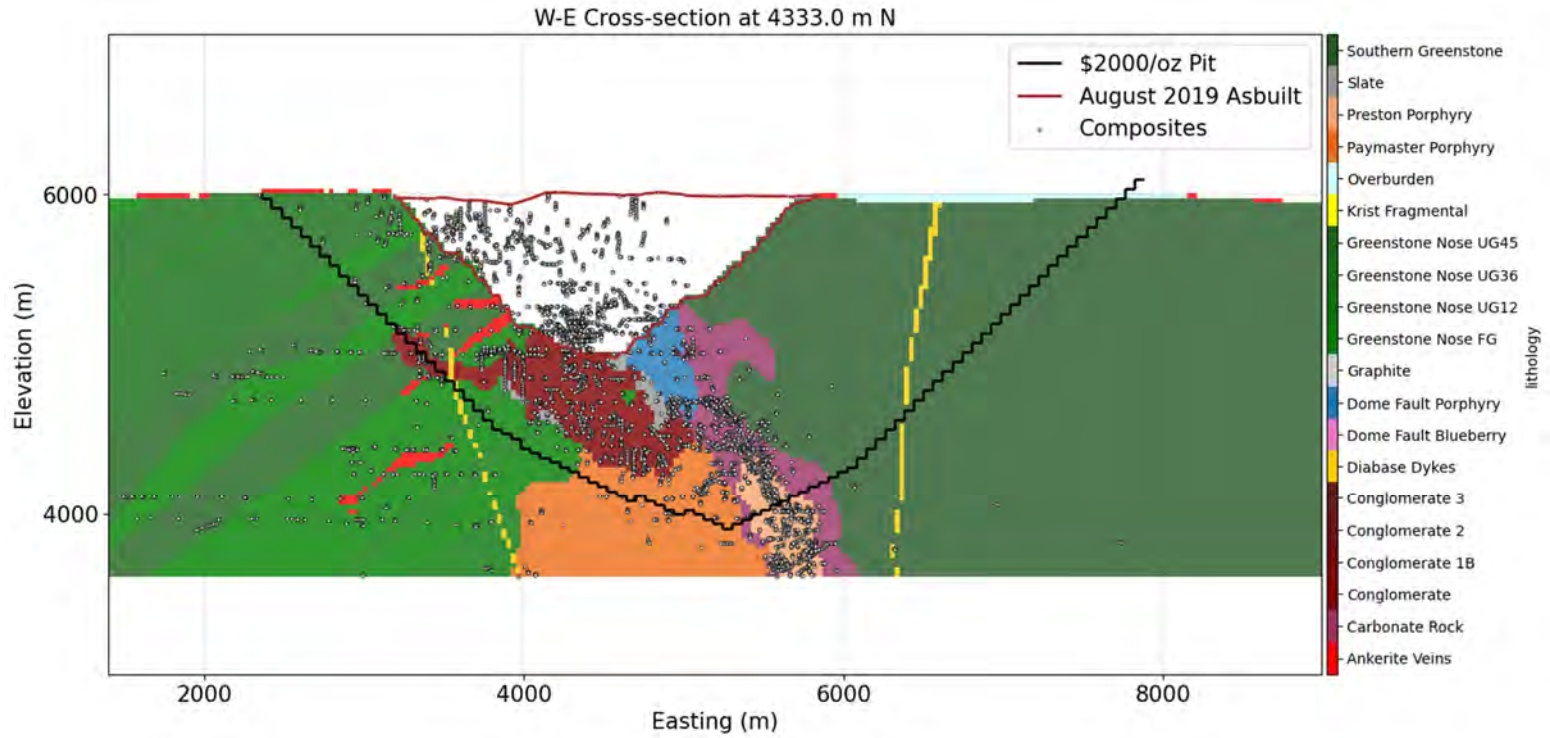 W-E Cross-section at 4333.0 m N
$2000/oz Pit
August 2019 Asbuilt
Composites
6000
4000
Elevation (m)
2000
4000
6000
8000
Easting (m)
Southern Greenstone
Slate
Preston Porphyry
Paymaster Porphyry
Overburden
Krist Fragmental
Greenstone Nose UG45
Greenstone Nose UG36
Greenstone Nose UG12
Greenstone Nose FG
Graphite
Dome Fault Porphyry
Dome Fault Blueberry
Diabase Dykes
Conglomerate 3
Conglomerate 2
Conglomerate 1B
Conglomerate
Carbonate Rock
Ankerite Veins
lithology